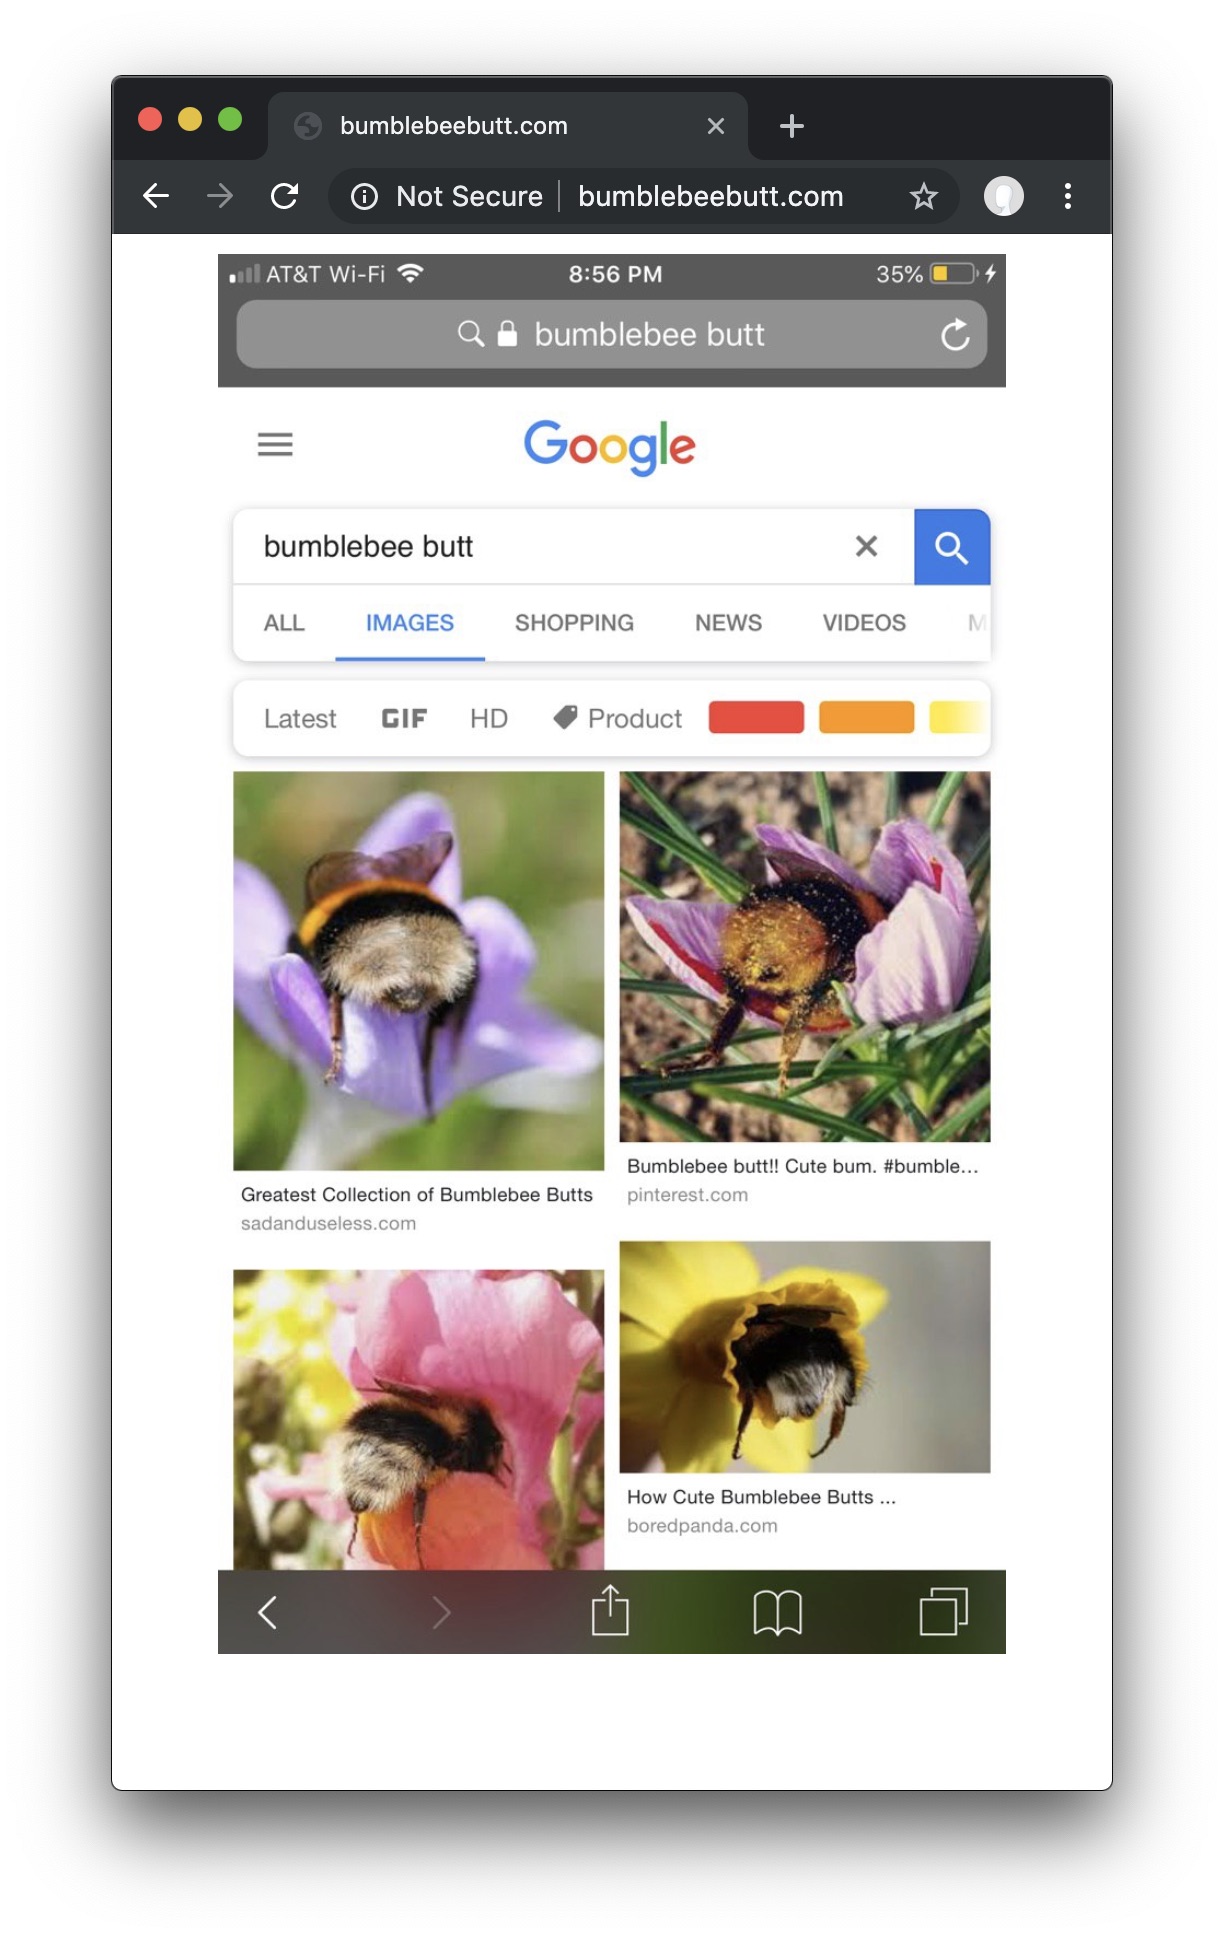 bumblebeebutt.com
Not Secure bumblebeebutt.com
AT&T Wi-Fi 8:56 PM 35%
bumblebee butt
Google
bumblebee butt
ALL IMAGES SHOPPING NEWS VIDEOS M
Latest GIF HD Product
Bumblebee butt!! Cute bum. #bumble...
pinterest.com
Greatest Collection of Bumblebee Butts
sadanduseless.com
How Cute Bumblebee Butts ...
boredpanda.com